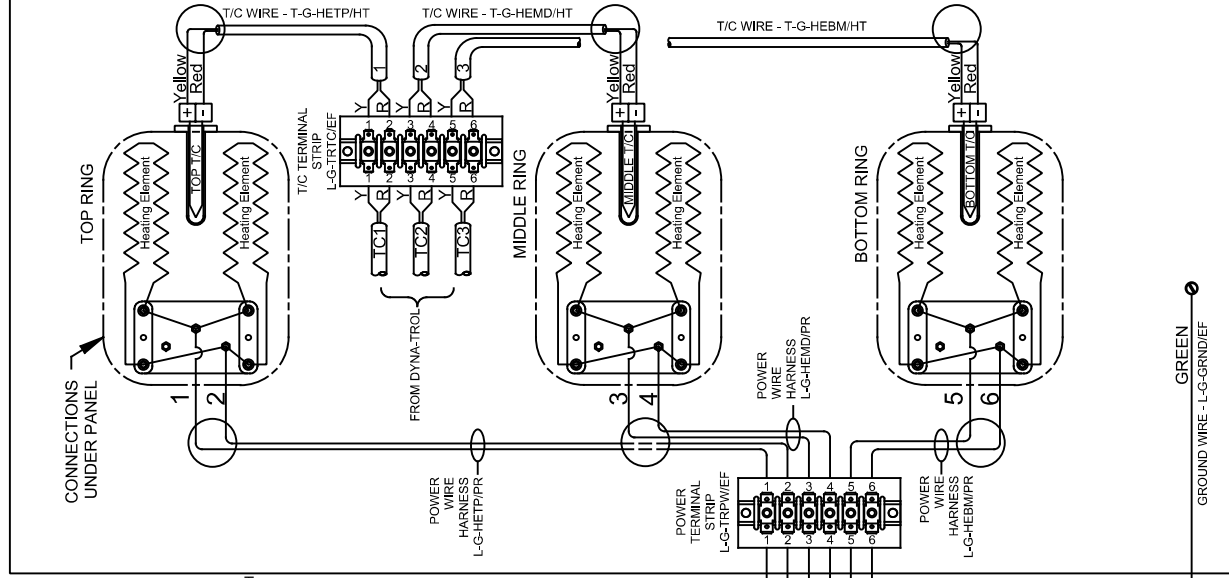 T/C WIRE - T-G-HETP/HT
T/C WIRE - T-G-HEMD/HT
T/C WIRE - T-G-HEBM/HT
Yellow
Red
+
-
TOP T/C
Heating Element
Heating Element
TOP RING
1
2
3
Y
R
Y
R
Y
R
1 2 3 4 5 6
T/C TERMINAL
STRIP
L-G-TRTC/EF
1 2 3 4 5 6
Y
R
Y
R
Y
R
TC1
TC2
TC3
FROM DYNA-TROL
Yellow
Red
+
-
MIDDLE T/C
Heating Element
Heating Element
MIDDLE RING
Yellow
Red
+
-
BOTTOM T/C
Heating Element
Heating Element
BOTTOM RING
CONNECTIONS
UNDER PANEL
1
2
3
4
5
6
POWER
WIRE
HARNESS
L-G-HETP/PR
POWER
WIRE
HARNESS
L-G-HEMD/PR
POWER
WIRE
HARNESS
L-G-HEBM/PR
POWER
TERMINAL
STRIP
L-G-TRPW/EF
1 2 3 4 5 6
1 2 3 4 5 6
GREEN
GROUND WIRE - L-G-GRND/EF